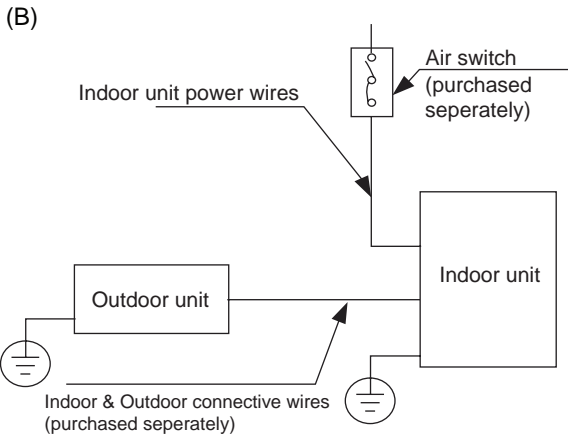 (B)
Air switch
(purchased
seperately)
Indoor unit power wires
Indoor unit
Outdoor unit
Indoor & Outdoor connective wires
(purchased seperately)